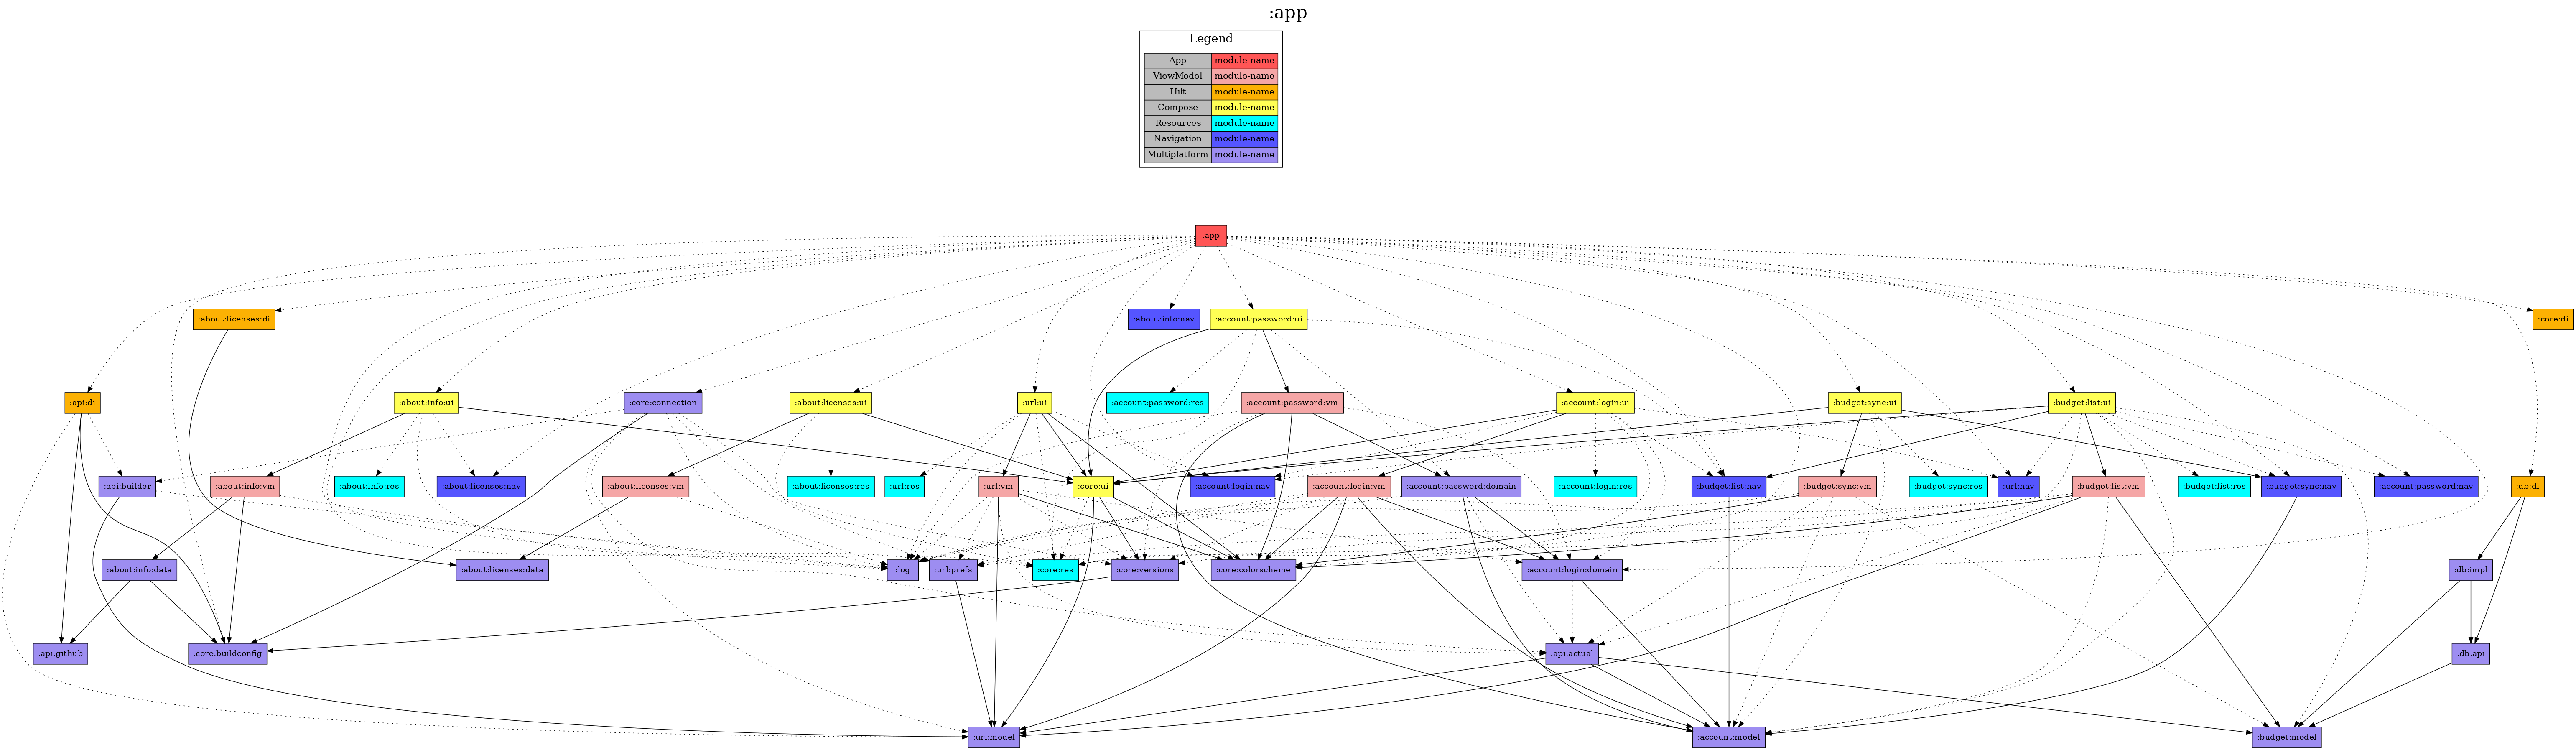 :app
Legend
App module-name
ViewModel module-name
Hilt module-name
Compose module-name
Resources module-name
Navigation module-name
Multiplatform module-name
:app
:about:licenses:di :about:info:nav :account:password:ui :core:di
:api:di :about:info:ui :core:connection :about:licenses:ui :url:ui :account:password:res :account:password:vm :account:login:ui :budget:sync:ui :budget:list:ui
:api:builder :about:info:vm :about:info:res :about:licenses:nav :about:licenses:vm :about:licenses:res :url:res :url:vm :core:ui :account:login:nav :account:login:vm :account:password:domain :account:login:res :budget:list:nav :budget:sync:vm :budget:sync:res :url:nav :budget:list:vm :budget:list:res :budget:sync:nav :account:password:nav :db:di
:about:info:data :about:licenses:data :log :url:prefs :core:res :core:versions :core:colorscheme :account:login:domain :db:impl
:api:github :core:buildconfig :api:actual :db:api
:url:model :account:model :budget:model